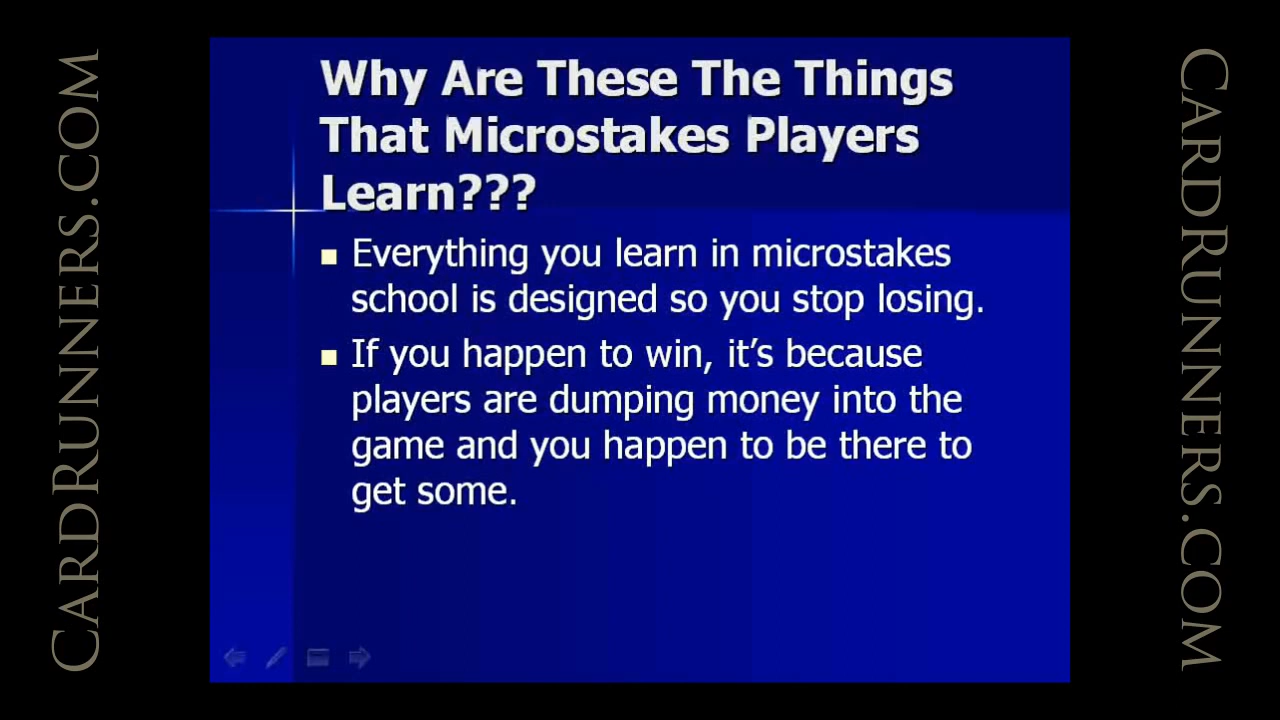 CARDRUNNERS.COM
Why Are These The Things
That Microstakes Players
Learn???
Everything you learn in microstakes
school is designed so you stop losing.
If you happen to win, it's because
players are dumping money into the
game and you happen to be there to
get some.
CARDRUNNERS.COM